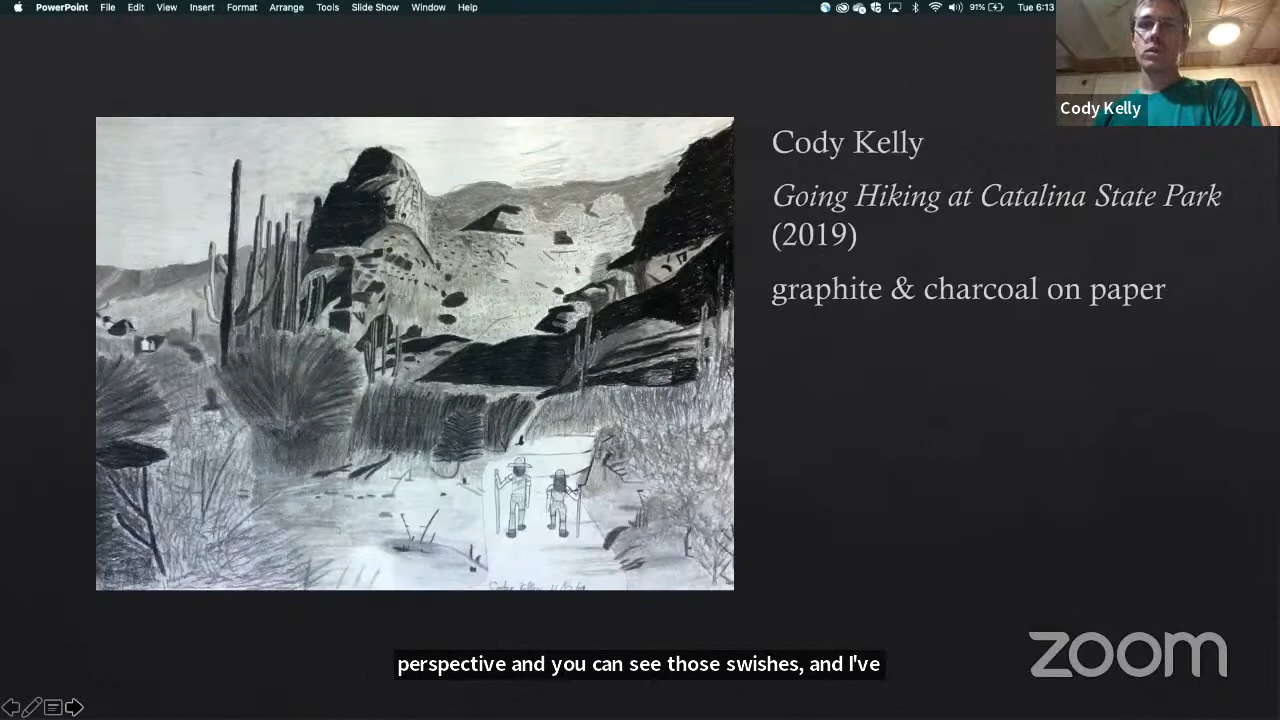 PowerPoint File Edit View Insert Format Arrange Tools Slide Show Window Help 91% Tue 6:13
Cody Kelly
Cody Kelly
Going Hiking at Catalina State Park
(2019)
graphite & charcoal on paper
perspective and you can see those swishes, and I've
zoom